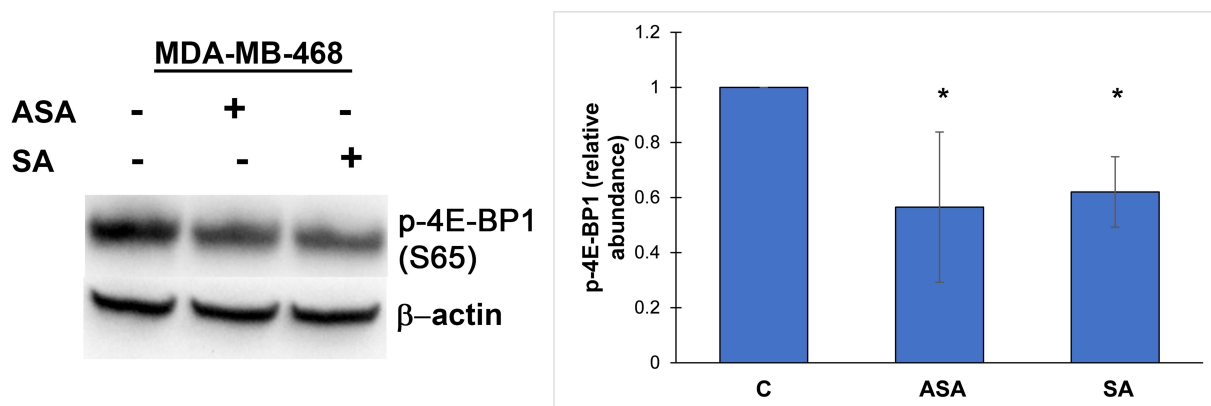 MDA-MB-468
ASA - + -
SA - - +
p-4E-BP1
(S65)
β–actin
p-4E-BP1 (relative
abundance)
1.2
1
0.8
0.6
0.4
0.2
0
* *
C ASA SA